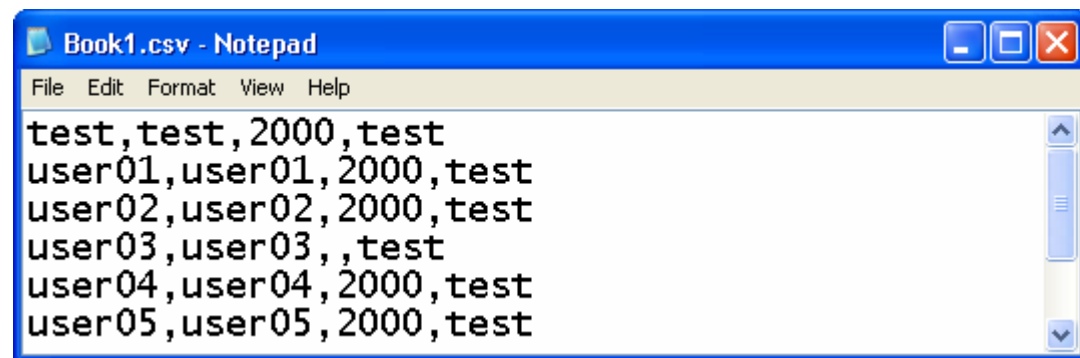 Book1.csv - Notepad
File Edit Format View Help
test,test,2000,test
user01,user01,2000,test
user02,user02,2000,test
user03,user03,,test
user04,user04,2000,test
user05,user05,2000,test